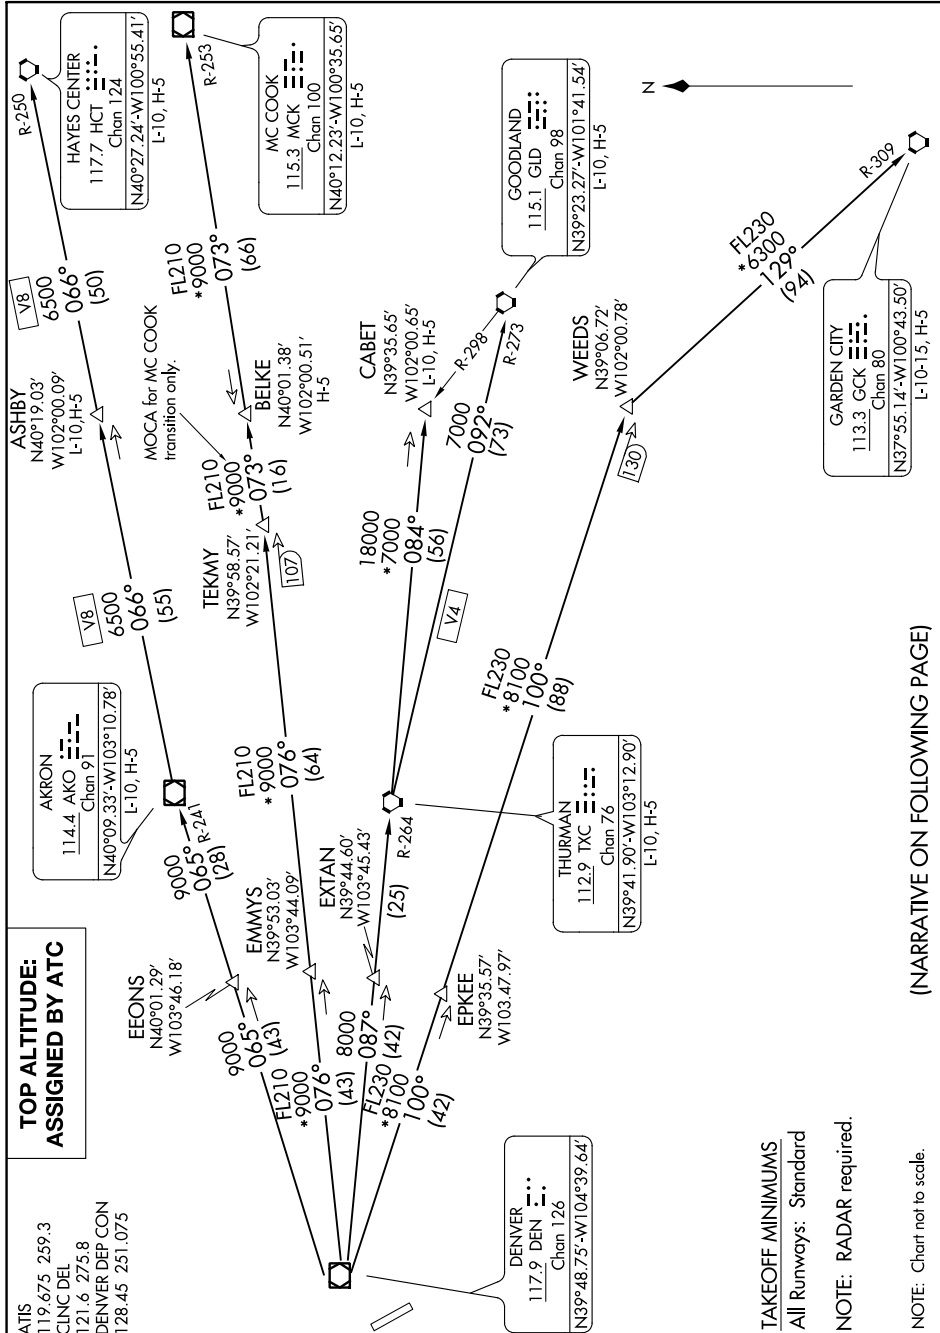 ATIS
119.675 259.3
CLNC DEL
121.6 275.8
DENVER DEP CON
128.45 251.075
TOP ALTITUDE:
ASSIGNED BY ATC
AKRON
114.4 AKO
Chan 91
N40°09.33'-W103°10.78'
L-10, H-5
ASHBY
N40°19.03'
W102°00.09'
L-10,H-5
HAYES CENTER
117.7 HCT
Chan 124
N40°27.24'-W100°55.41'
L-10, H-5
R-250
V8
6500
066°
(50)
V8
6500
066°
(55)
R-241
9000
065°
(28)
EEONS
N40°01.29'
W103°46.18'
9000
065°
(43)
MC COOK
115.3 MCK
Chan 100
N40°12.23'-W100°35.65'
L-10, H-5
R-253
FL210
*9000
073°
(66)
MOCA for MC COOK
transition only.
BELKE
N40°01.38'
W102°00.51'
H-5
FL210
*9000
073°
(16)
TEKMY
N39°58.57'
W102°21.21'
107
FL210
*9000
076°
(64)
EMMYS
N39°53.03'
W103°44.09'
FL210
*9000
076°
(43)
EXTAN
N39°44.60'
W103°45.43'
(25)
R-264
8000
087°
(42)
CABET
N39°35.65'
W102°00.65'
L-10, H-5
R-298
R-273
18000
*7000
084°
(56)
7000
092°
(73)
V4
GOODLAND
115.1 GLD
Chan 98
N39°23.27'-W101°41.54'
L-10, H-5
THURMAN
112.9 TXC
Chan 76
N39°41.90'-W103°12.90'
L-10, H-5
FL230
*8100
100°
(42)
EPKEE
N39°35.57'
W103.47.97'
FL230
*8100
100°
(88)
130
WEEDS
N39°06.72'
W102°00.78'
FL230
*6300
129°
(94)
R-309
GARDEN CITY
113.3 GCK
Chan 80
N37°55.14'-W100°43.50'
L-10-15, H-5
N
DENVER
117.9 DEN
Chan 126
N39°48.75'-W104°39.64'
TAKEOFF MINIMUMS
All Runways: Standard
NOTE: RADAR required.
NOTE: Chart not to scale.
(NARRATIVE ON FOLLOWING PAGE)